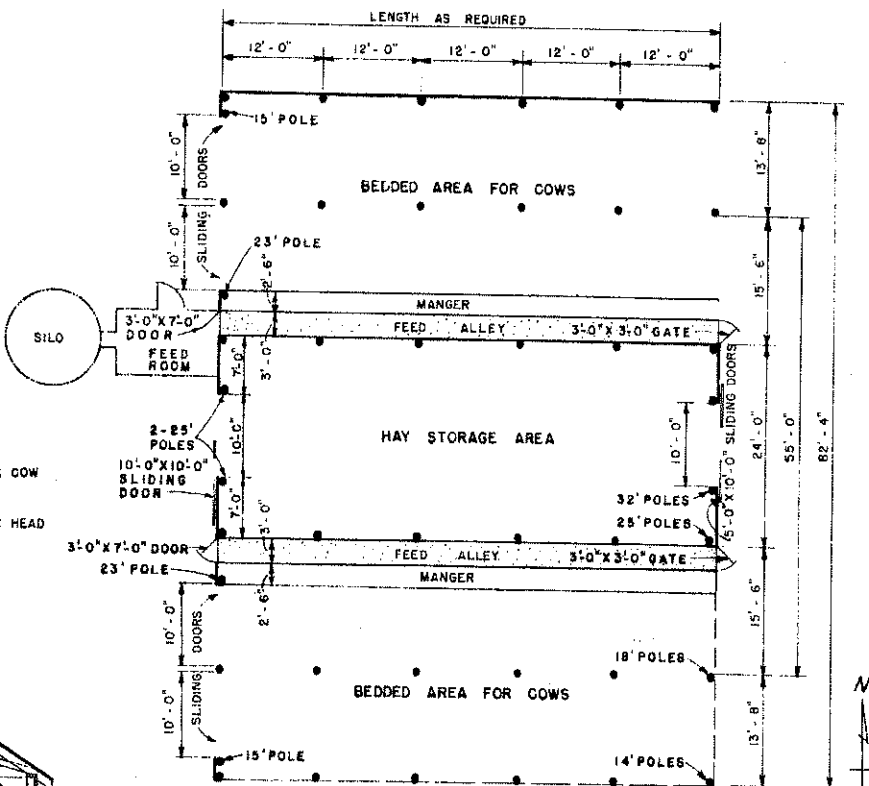 LENGTH AS REQUIRED
12'-0" 12'-0" 12'-0" 12'-0" 12'-0"
15' POLE
10'-0"
SLIDING DOORS
10'-0"
BEDDED AREA FOR COWS
13'-8"
23' POLE
2'-6"
15'-6"
MANGER
FEED ALLEY
3'-0" X 3'-0" GATE
3'-0" X 7'-0"
DOOR
SILO
FEED
ROOM
7'-0"
3'-0"
2-25'
POLES
10'-0"
HAY STORAGE AREA
10'-0"
5'-0" X 10'-0" SLIDING DOORS
24'-0"
55'-0"
82'-4"
COW
10'-0" X 10'-0"
SLIDING
DOOR
7'-0"
32' POLES
25' POLES
HEAD
3'-0" X 7'-0" DOOR
3'-0"
FEED ALLEY
3'-0" X 3'-0" GATE
23' POLE
MANGER
2'-6"
15'-6"
10'-0"
SLIDING DOORS
10'-0"
18' POLES
BEDDED AREA FOR COWS
13'-8"
15' POLE
14' POLES
N